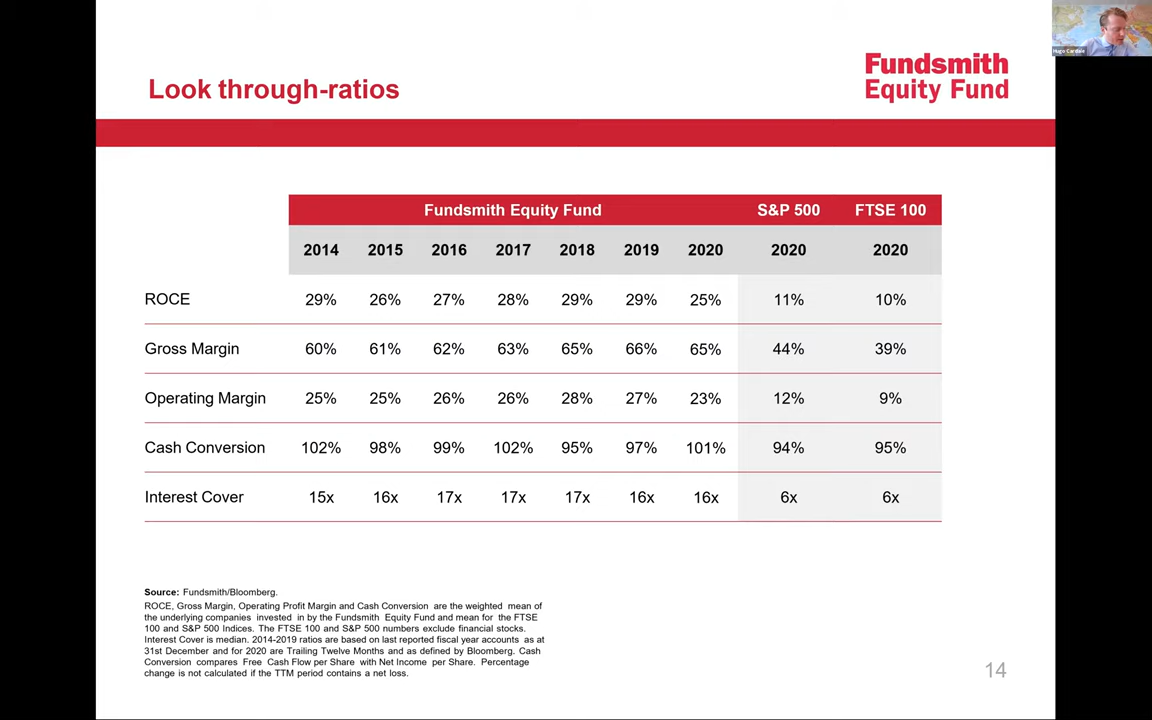 Hugo Cardale
Look through-ratios
Fundsmith
Equity Fund
Fundsmith Equity Fund S&P 500 FTSE 100
2014 2015 2016 2017 2018 2019 2020 2020 2020
ROCE 29% 26% 27% 28% 29% 29% 25% 11% 10%
Gross Margin 60% 61% 62% 63% 65% 66% 65% 44% 39%
Operating Margin 25% 25% 26% 26% 28% 27% 23% 12% 9%
Cash Conversion 102% 98% 99% 102% 95% 97% 101% 94% 95%
Interest Cover 15x 16x 17x 17x 17x 16x 16x 6x 6x
Source: Fundsmith/Bloomberg.
ROCE, Gross Margin, Operating Profit Margin and Cash Conversion are the weighted mean of
the underlying companies invested in by the Fundsmith Equity Fund and mean for the FTSE
100 and S&P 500 Indices. The FTSE 100 and S&P 500 numbers exclude financial stocks.
Interest Cover is median. 2014-2019 ratios are based on last reported fiscal year accounts as at
31st December and for 2020 are Trailing Twelve Months and as defined by Bloomberg. Cash
Conversion compares Free Cash Flow per Share with Net Income per Share. Percentage
change is not calculated if the TTM period contains a net loss.
14